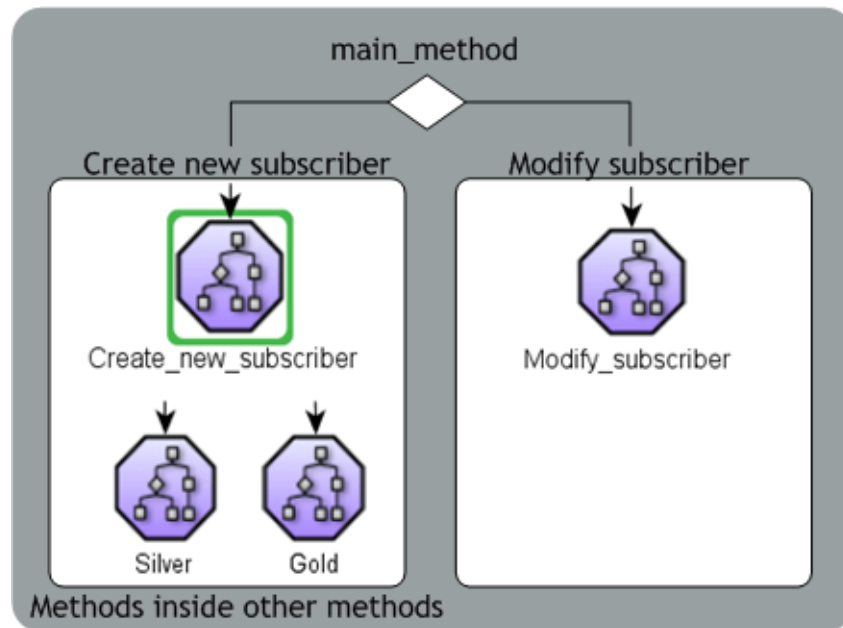 main_method
Create new subscriber
Modify subscriber
Create_new_subscriber
Modify_subscriber
Silver
Gold
Methods inside other methods